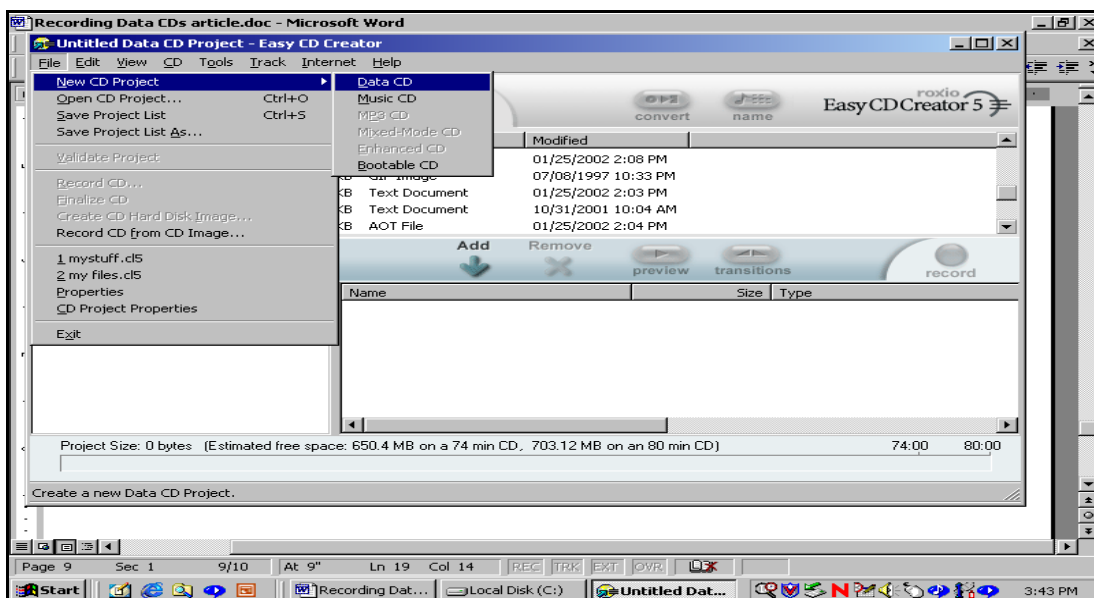 Recording Data CDs article.doc - Microsoft Word
Untitled Data CD Project - Easy CD Creator
File Edit View CD Tools Track Internet Help
New CD Project
Open CD Project... Ctrl+O
Save Project List Ctrl+S
Save Project List As...
Validate Project
Record CD...
Finalize CD
Create CD Hard Disk Image...
Record CD from CD Image...
1 mystuff.cl5
2 my files.cl5
Properties
CD Project Properties
Exit
Data CD
Music CD
MP3 CD
Mixed-Mode CD
Enhanced CD
Bootable CD
convert name
roxio
Easy CD Creator 5
Modified
01/25/2002 2:08 PM
KB GIF Image 07/08/1997 10:33 PM
KB Text Document 01/25/2002 2:03 PM
KB Text Document 10/31/2001 10:04 AM
KB AOT File 01/25/2002 2:04 PM
Add Remove preview transitions record
Name Size Type
Project Size: 0 bytes (Estimated free space: 650.4 MB on a 74 min CD, 703.12 MB on an 80 min CD) 74:00 80:00
Create a new Data CD Project.
Page 9 Sec 1 9/10 At 9" Ln 19 Col 14 REC TRK EXT OVR
Start Recording Dat... Local Disk (C:) Untitled Dat... 3:43 PM